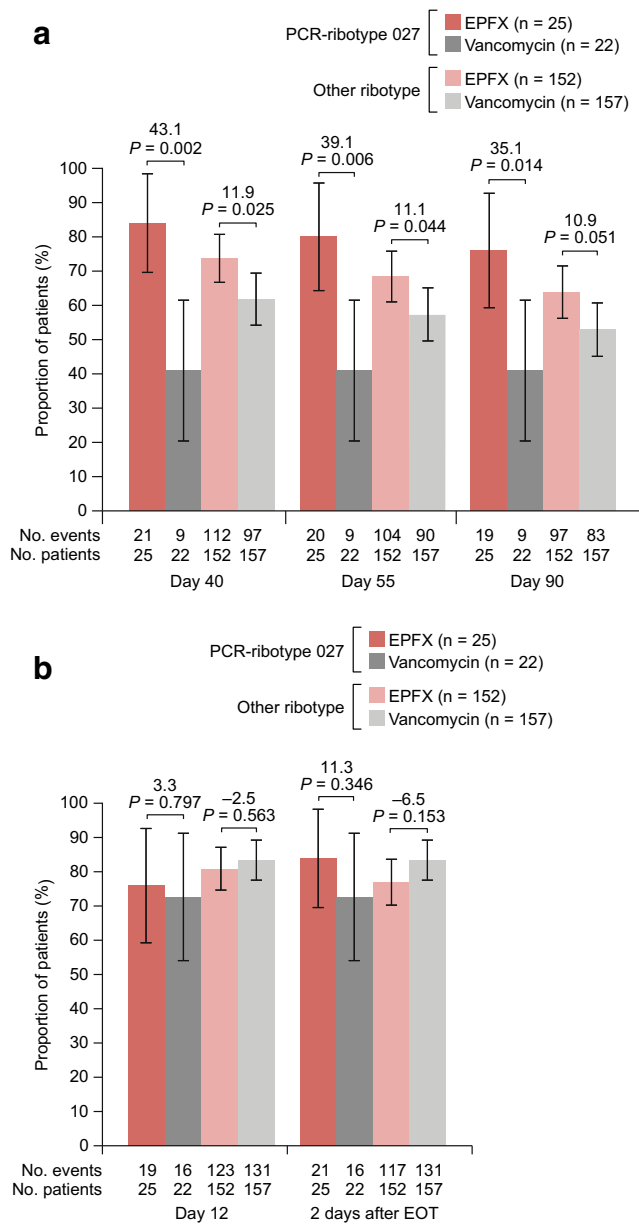 a
PCR-ribotype 027
EPFX (n = 25)
Vancomycin (n = 22)
Other ribotype
EPFX (n = 152)
Vancomycin (n = 157)
Proportion of patients (%)
100
90
80
70
60
50
40
30
20
10
0
43.1
P = 0.002
11.9
P = 0.025
39.1
P = 0.006
11.1
P = 0.044
35.1
P = 0.014
10.9
P = 0.051
No. events 21 9 112 97 20 9 104 90 19 9 97 83
No. patients 25 22 152 157 25 22 152 157 25 22 152 157
Day 40 Day 55 Day 90
b
PCR-ribotype 027
EPFX (n = 25)
Vancomycin (n = 22)
Other ribotype
EPFX (n = 152)
Vancomycin (n = 157)
Proportion of patients (%)
100
90
80
70
60
50
40
30
20
10
0
3.3
P = 0.797
–2.5
P = 0.563
11.3
P = 0.346
–6.5
P = 0.153
No. events 19 16 123 131 21 16 117 131
No. patients 25 22 152 157 25 22 152 157
Day 12 2 days after EOT